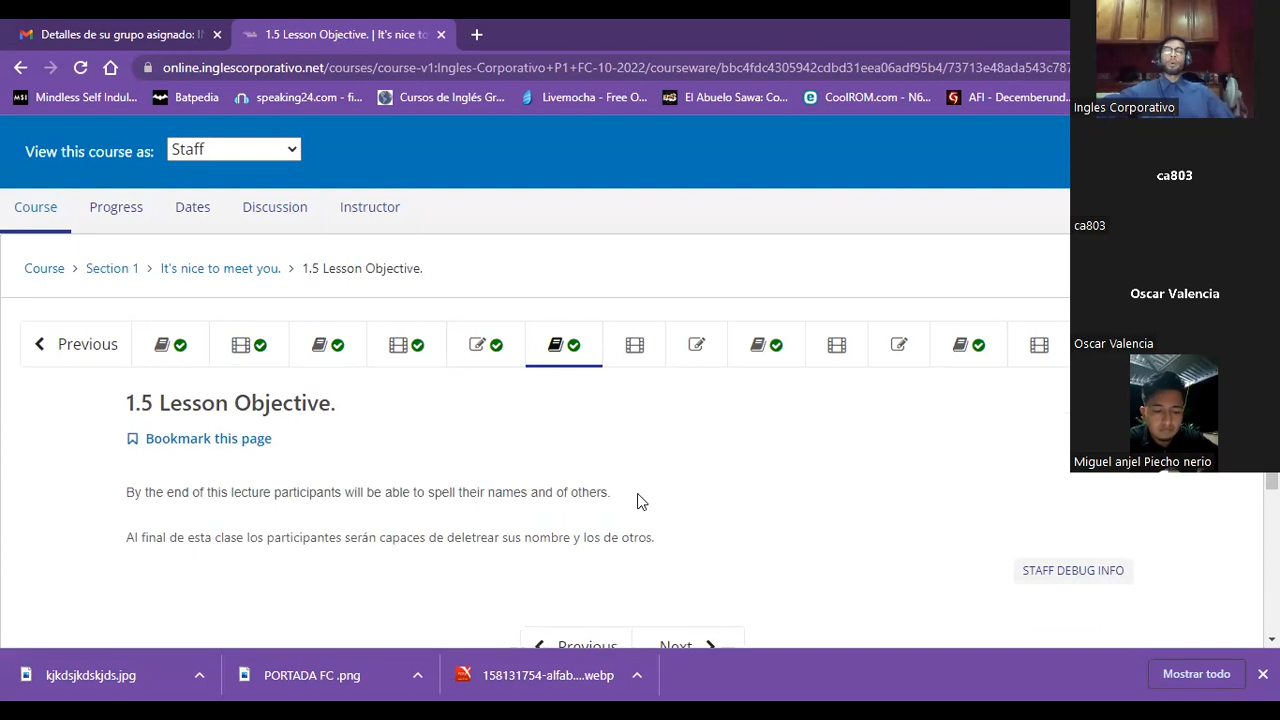 Detalles de su grupo asignado: I
1.5 Lesson Objective. | It's nice to
online.inglescorporativo.net/courses/course-v1:Ingles-Corporativo+P1+FC-10-2022/courseware/bbc4fdc4305942cdbd31eea06adf95b4/73713e48ada543c787
Mindless Self Indul...
Batpedia
speaking24.com - fi...
Cursos de Inglés Gr...
Livemocha - Free O...
El Abuelo Sawa: Co...
CoolROM.com - N6...
AFI - Decemberund...
View this course as:
Staff
Course
Progress
Dates
Discussion
Instructor
Course > Section 1 > It's nice to meet you. > 1.5 Lesson Objective.
Previous
1.5 Lesson Objective.
Bookmark this page
By the end of this lecture participants will be able to spell their names and of others.
Al final de esta clase los participantes serán capaces de deletrear sus nombre y los de otros.
STAFF DEBUG INFO
Previous
Next
kjkdsjkdskjds.jpg
PORTADA FC .png
158131754-alfab....webp
Mostrar todo
Ingles Corporativo
ca803
ca803
Oscar Valencia
Oscar Valencia
Miguel anjel Piecho nerio